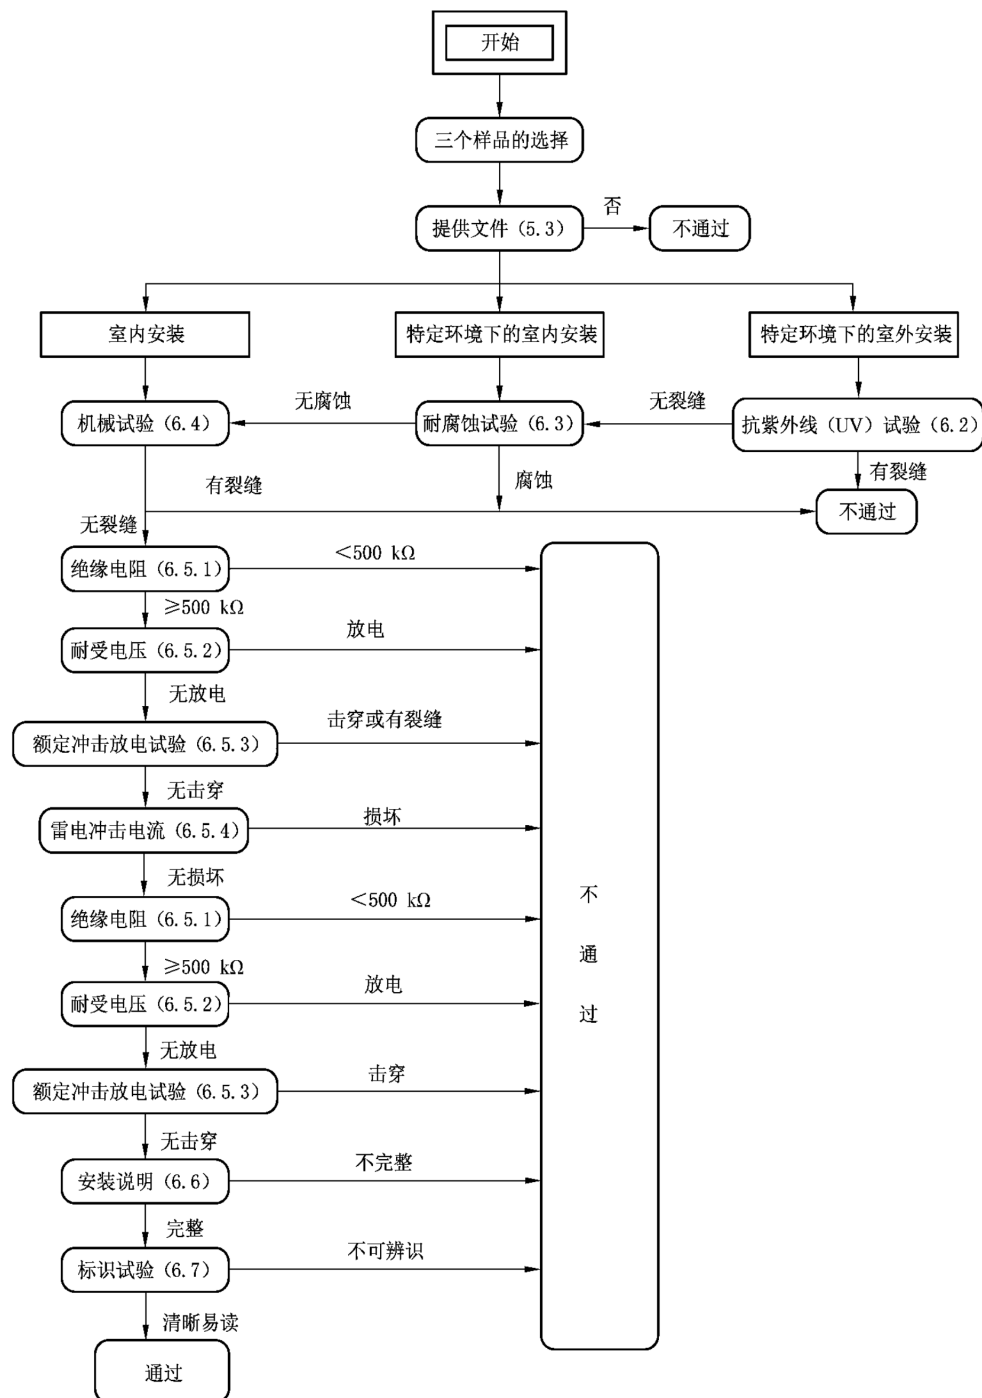 开始
三个样品的选择
提供文件（5.3）
否
不通过
室内安装
特定环境下的室内安装
特定环境下的室外安装
机械试验（6.4）
无腐蚀
耐腐蚀试验（6.3）
无裂缝
抗紫外线（UV）试验（6.2）
有裂缝
腐蚀
有裂缝
不通过
无裂缝
绝缘电阻（6.5.1）
＜500 kΩ
≥500 kΩ
耐受电压（6.5.2）
放电
无放电
额定冲击放电试验（6.5.3）
击穿或有裂缝
无击穿
雷电冲击电流（6.5.4）
损坏
无损坏
绝缘电阻（6.5.1）
＜500 kΩ
≥500 kΩ
耐受电压（6.5.2）
放电
无放电
额定冲击放电试验（6.5.3）
击穿
无击穿
安装说明（6.6）
不完整
完整
标识试验（6.7）
不可辨识
清晰易读
通过
不
通
过